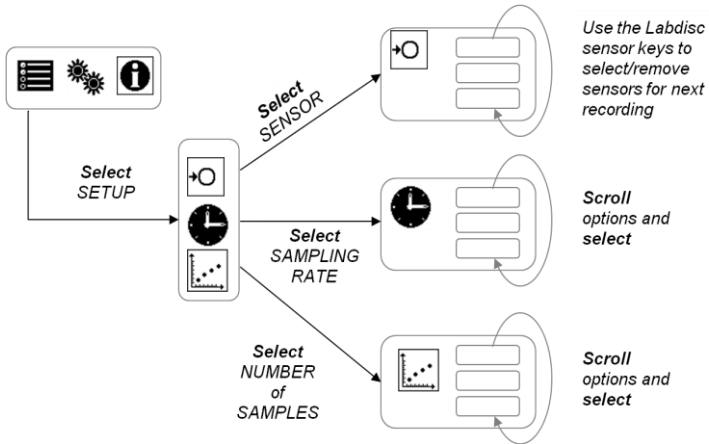 Select
SETUP
Select
SENSOR
Use the Labdisc
sensor keys to
select/remove
sensors for next
recording
Select
SAMPLING
RATE
Scroll
options and
select
Select
NUMBER
of
SAMPLES
Scroll
options and
select